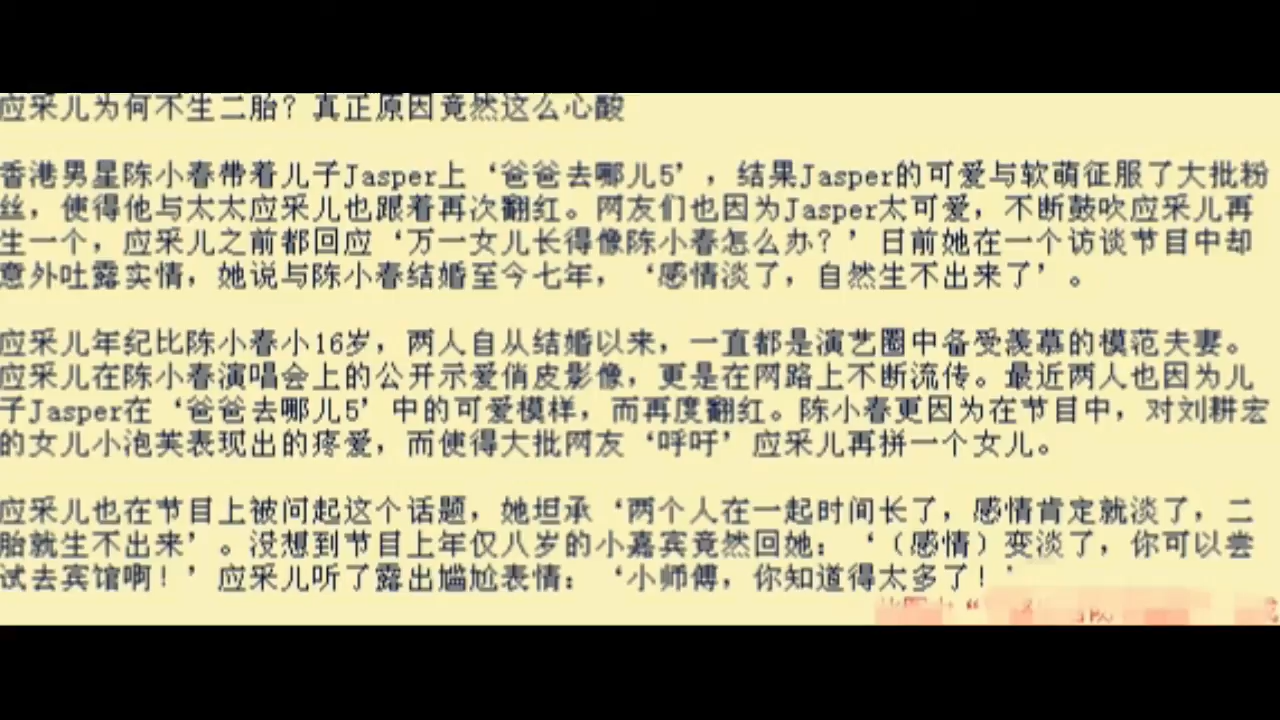 应采儿为何不生二胎？真正原因竟然这么心酸
香港男星陈小春带着儿子Jasper上‘爸爸去哪儿5’，结果Jasper的可爱与软萌征服了大批粉
丝，使得他与太太应采儿也跟着再次翻红。网友们也因为Jasper太可爱，不断鼓吹应采儿再
生一个，应采儿之前都回应‘万一女儿长得像陈小春怎么办？’日前她在一个访谈节目中却
意外吐露实情，她说与陈小春结婚至今七年，‘感情淡了，自然生不出来了’。
应采儿年纪比陈小春小16岁，两人自从结婚以来，一直都是演艺圈中备受羡慕的模范夫妻。
应采儿在陈小春演唱会上的公开示爱俏皮影像，更是在网路上不断流传。最近两人也因为儿
子Jasper在‘爸爸去哪儿5’中的可爱模样，而再度翻红。陈小春更因为在节目中，对刘耕宏
的女儿小泡芙表现出的疼爱，而使得大批网友‘呼吁’应采儿再拼一个女儿。
应采儿也在节目上被问起这个话题，她坦承‘两个人在一起时间长了，感情肯定就淡了，二
胎就生不出来’。没想到节目上年仅八岁的小嘉宾竟然回她：‘（感情）变淡了，你可以尝
试去宾馆啊！’应采儿听了露出尴尬表情：‘小师傅，你知道得太多了！’